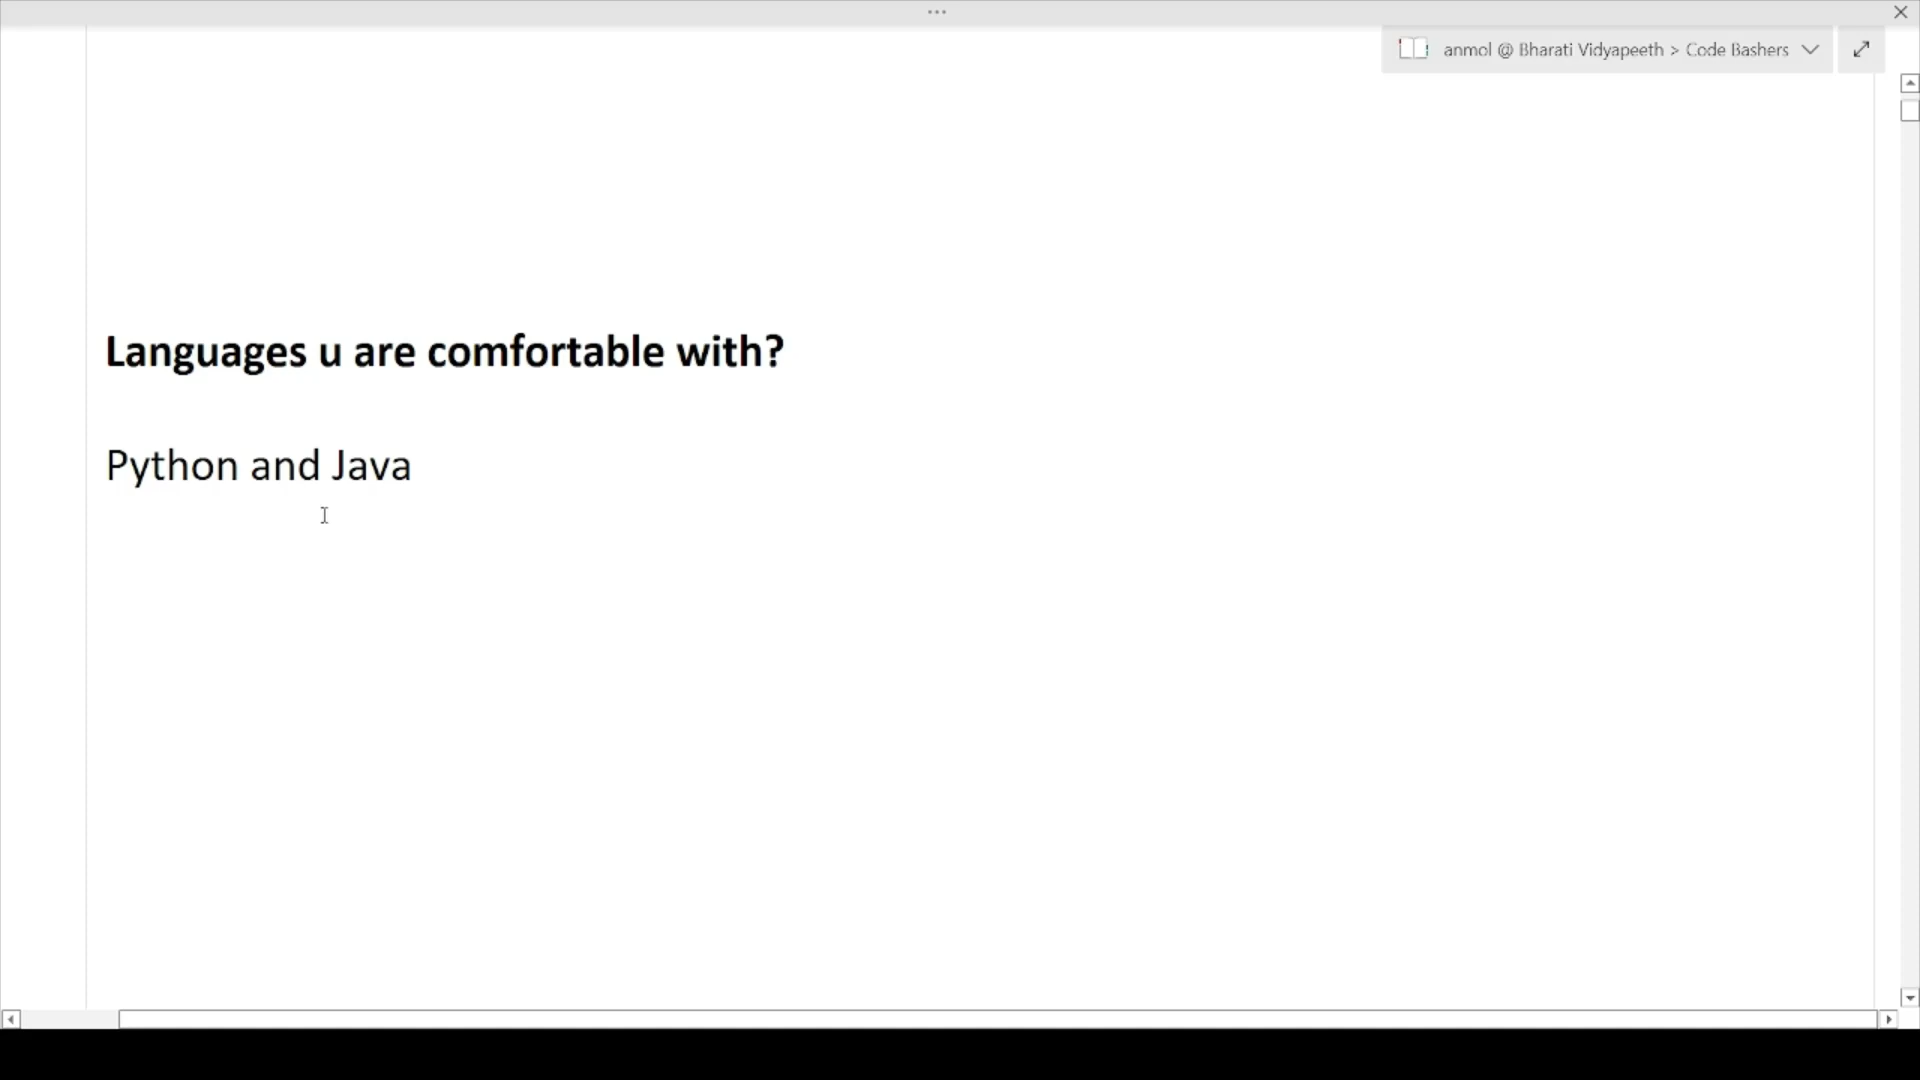 anmol @ Bharati Vidyapeeth > Code Bashers
Languages u are comfortable with?
Python and Java